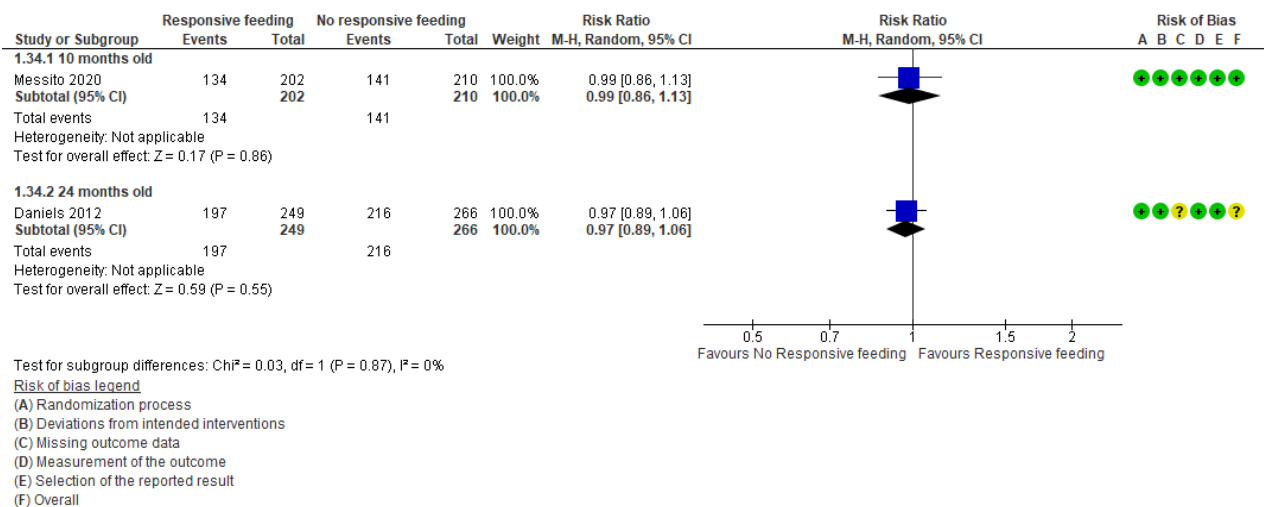 Responsive feeding No responsive feeding Risk Ratio Risk Ratio Risk of Bias
Study or Subgroup Events Total Events Total Weight M-H, Random, 95% CI M-H, Random, 95% CI A B C D E F
1.34.1 10 months old
Messito 2020 134 202 141 210 100.0% 0.99 [0.86, 1.13] + + + + + +
Subtotal (95% CI) 202 210 100.0% 0.99 [0.86, 1.13]
Total events 134 141
Heterogeneity: Not applicable
Test for overall effect: Z = 0.17 (P = 0.86)
1.34.2 24 months old
Daniels 2012 197 249 216 266 100.0% 0.97 [0.89, 1.06] + + ? + + ?
Subtotal (95% CI) 249 266 100.0% 0.97 [0.89, 1.06]
Total events 197 216
Heterogeneity: Not applicable
Test for overall effect: Z = 0.59 (P = 0.55)
0.5 0.7 1 1.5 2
Favours No Responsive feeding Favours Responsive feeding
Test for subgroup differences: Chi² = 0.03, df = 1 (P = 0.87), I² = 0%
Risk of bias legend
(A) Randomization process
(B) Deviations from intended interventions
(C) Missing outcome data
(D) Measurement of the outcome
(E) Selection of the reported result
(F) Overall